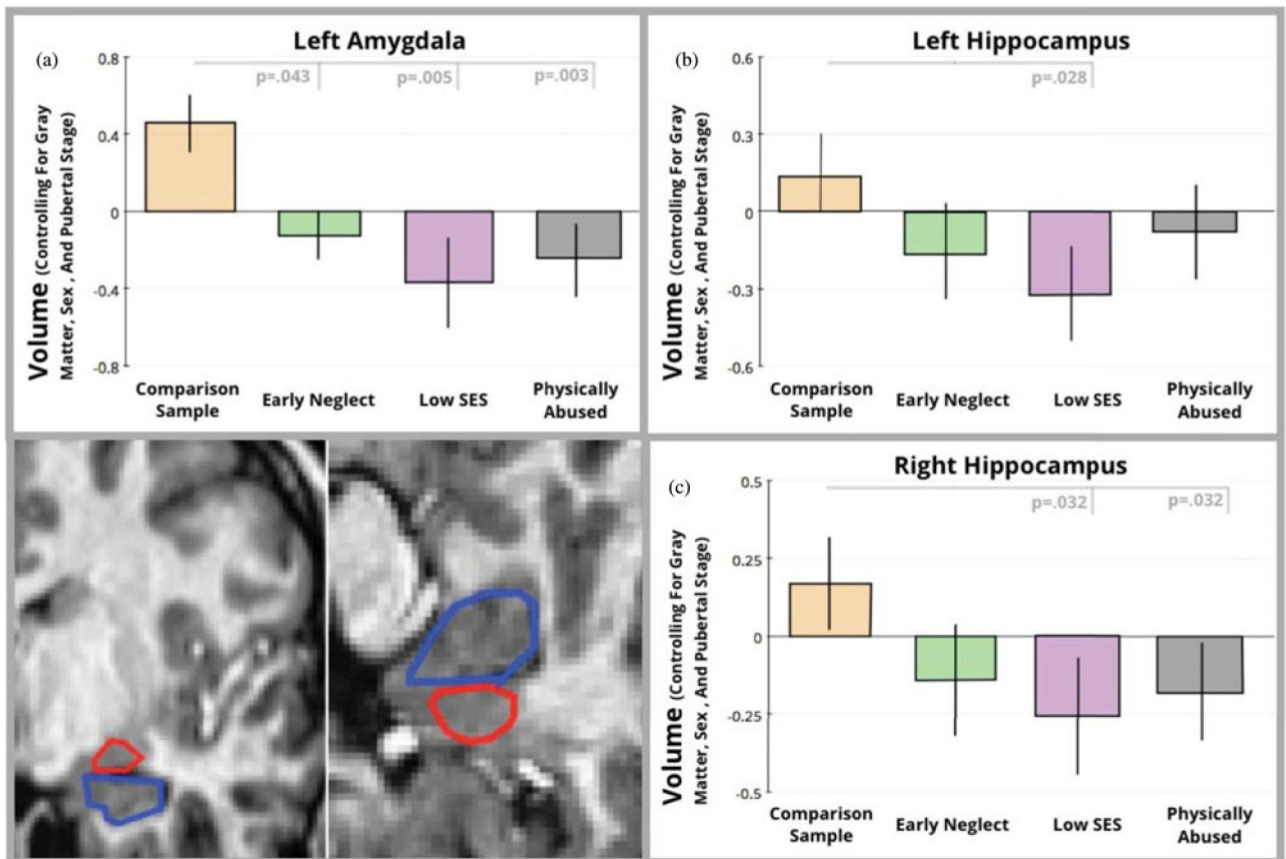 (a)
Left Amygdala
0.8
0.4
0
-0.4
-0.8
Volume (Controlling For Gray
Matter, Sex , And Pubertal Stage)
p=.043
p=.005
p=.003
Comparison
Sample
Early Neglect
Low SES
Physically
Abused
(b)
Left Hippocampus
0.6
0.3
0
-0.3
-0.6
Volume (Controlling For Gray
Matter, Sex , And Pubertal Stage)
p=.028
Comparison
Sample
Early Neglect
Low SES
Physically
Abused
(c)
Right Hippocampus
0.5
0.25
0
-0.25
-0.5
Volume (Controlling For Gray
Matter, Sex , And Pubertal Stage)
p=.032
p=.032
Comparison
Sample
Early Neglect
Low SES
Physically
Abused